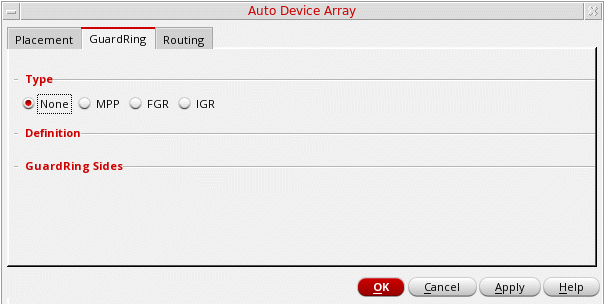 Auto Device Array
Placement GuardRing Routing
Type
None MPP FGR IGR
Definition
GuardRing Sides
OK Cancel Apply Help